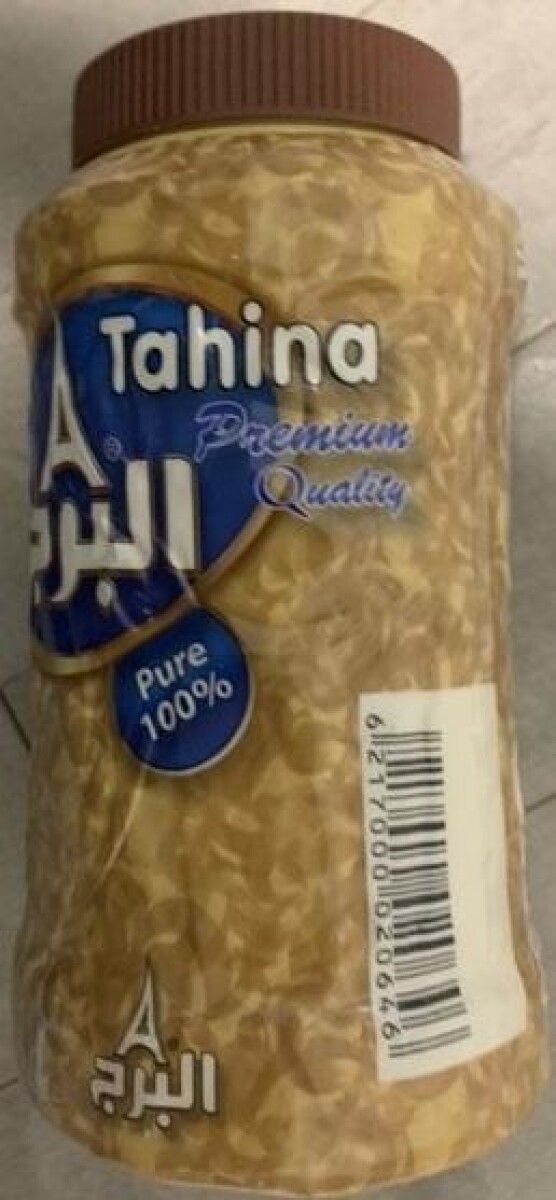 Tahina
Premium
Quality
®
البرج
Pure
100%
6217000020646
البرج